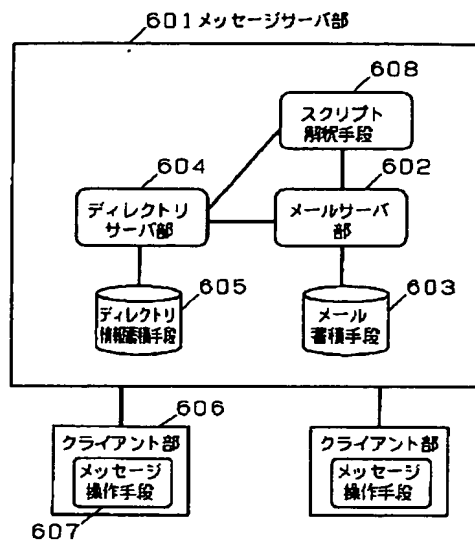 601メッセージサーバ部
608
スクリプト
解釈手段
604
602
ディレクトリ
サーバ部
メールサーバ
部
605
603
ディレクトリ
情報蓄積手段
メール
蓄積手段
606
クライアント部
クライアント部
メッセージ
操作手段
メッセージ
操作手段
607